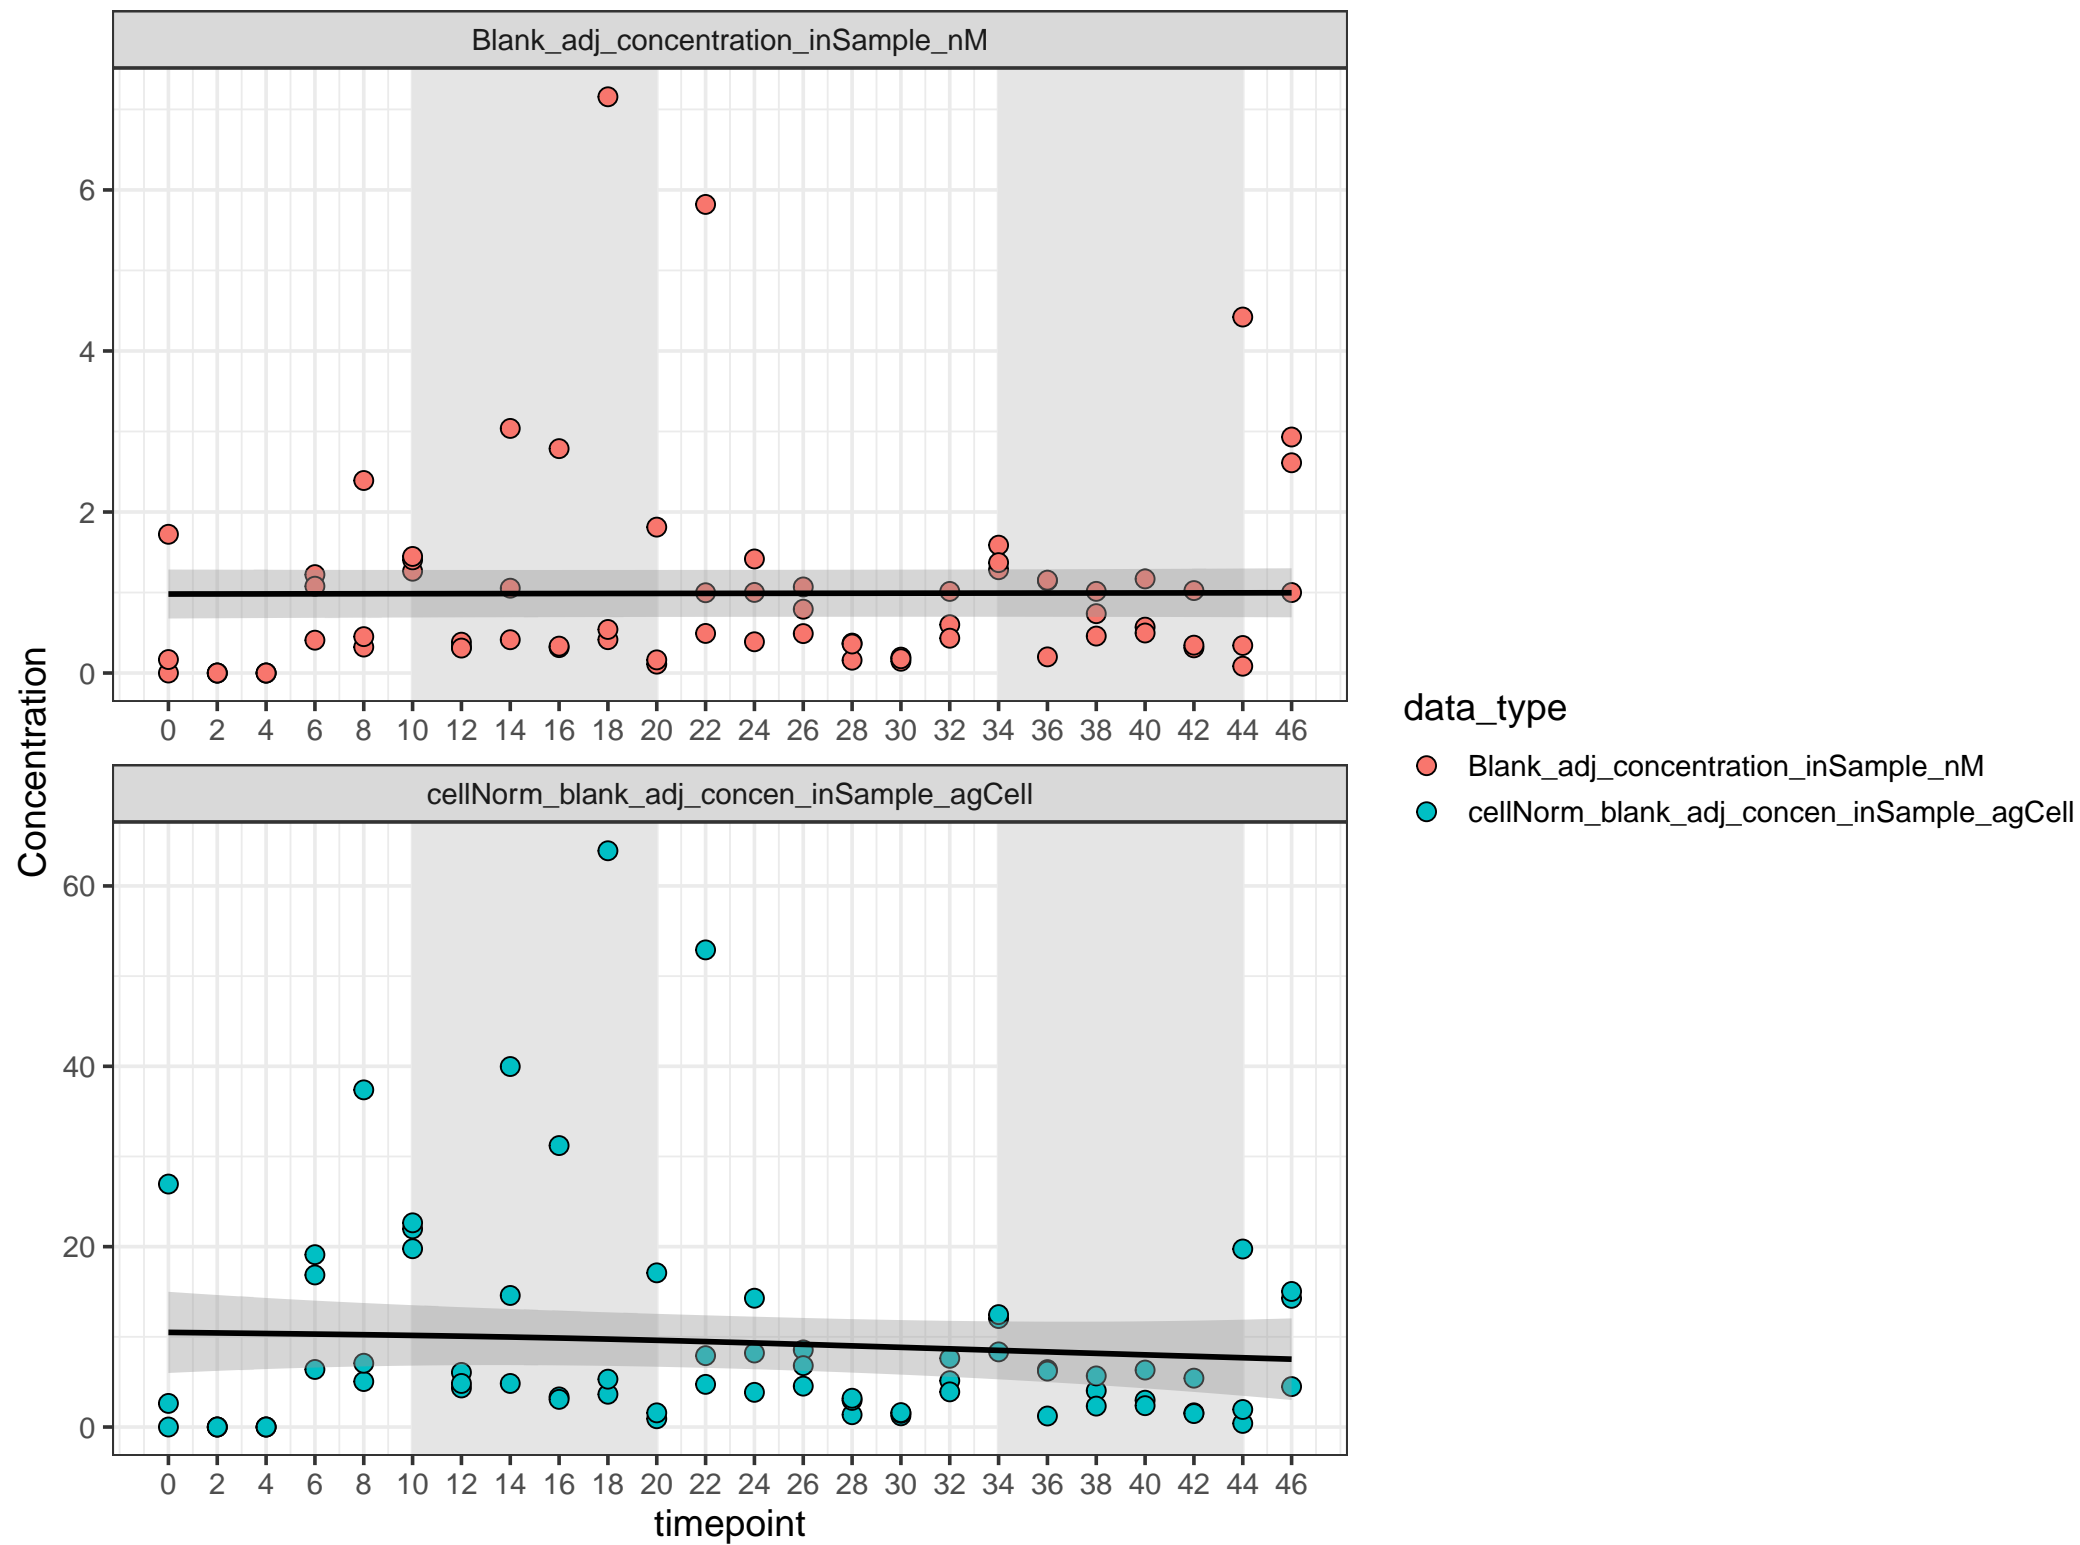 Blank_adj_concentration_inSample_nM
6
4
2
0
0 2 4 6 8 10 12 14 16 18 20 22 24 26 28 30 32 34 36 38 40 42 44 46
Concentration
cellNorm_blank_adj_concen_inSample_agCell
60
40
20
0
0 2 4 6 8 10 12 14 16 18 20 22 24 26 28 30 32 34 36 38 40 42 44 46
timepoint
data_type
Blank_adj_concentration_inSample_nM
cellNorm_blank_adj_concen_inSample_agCell